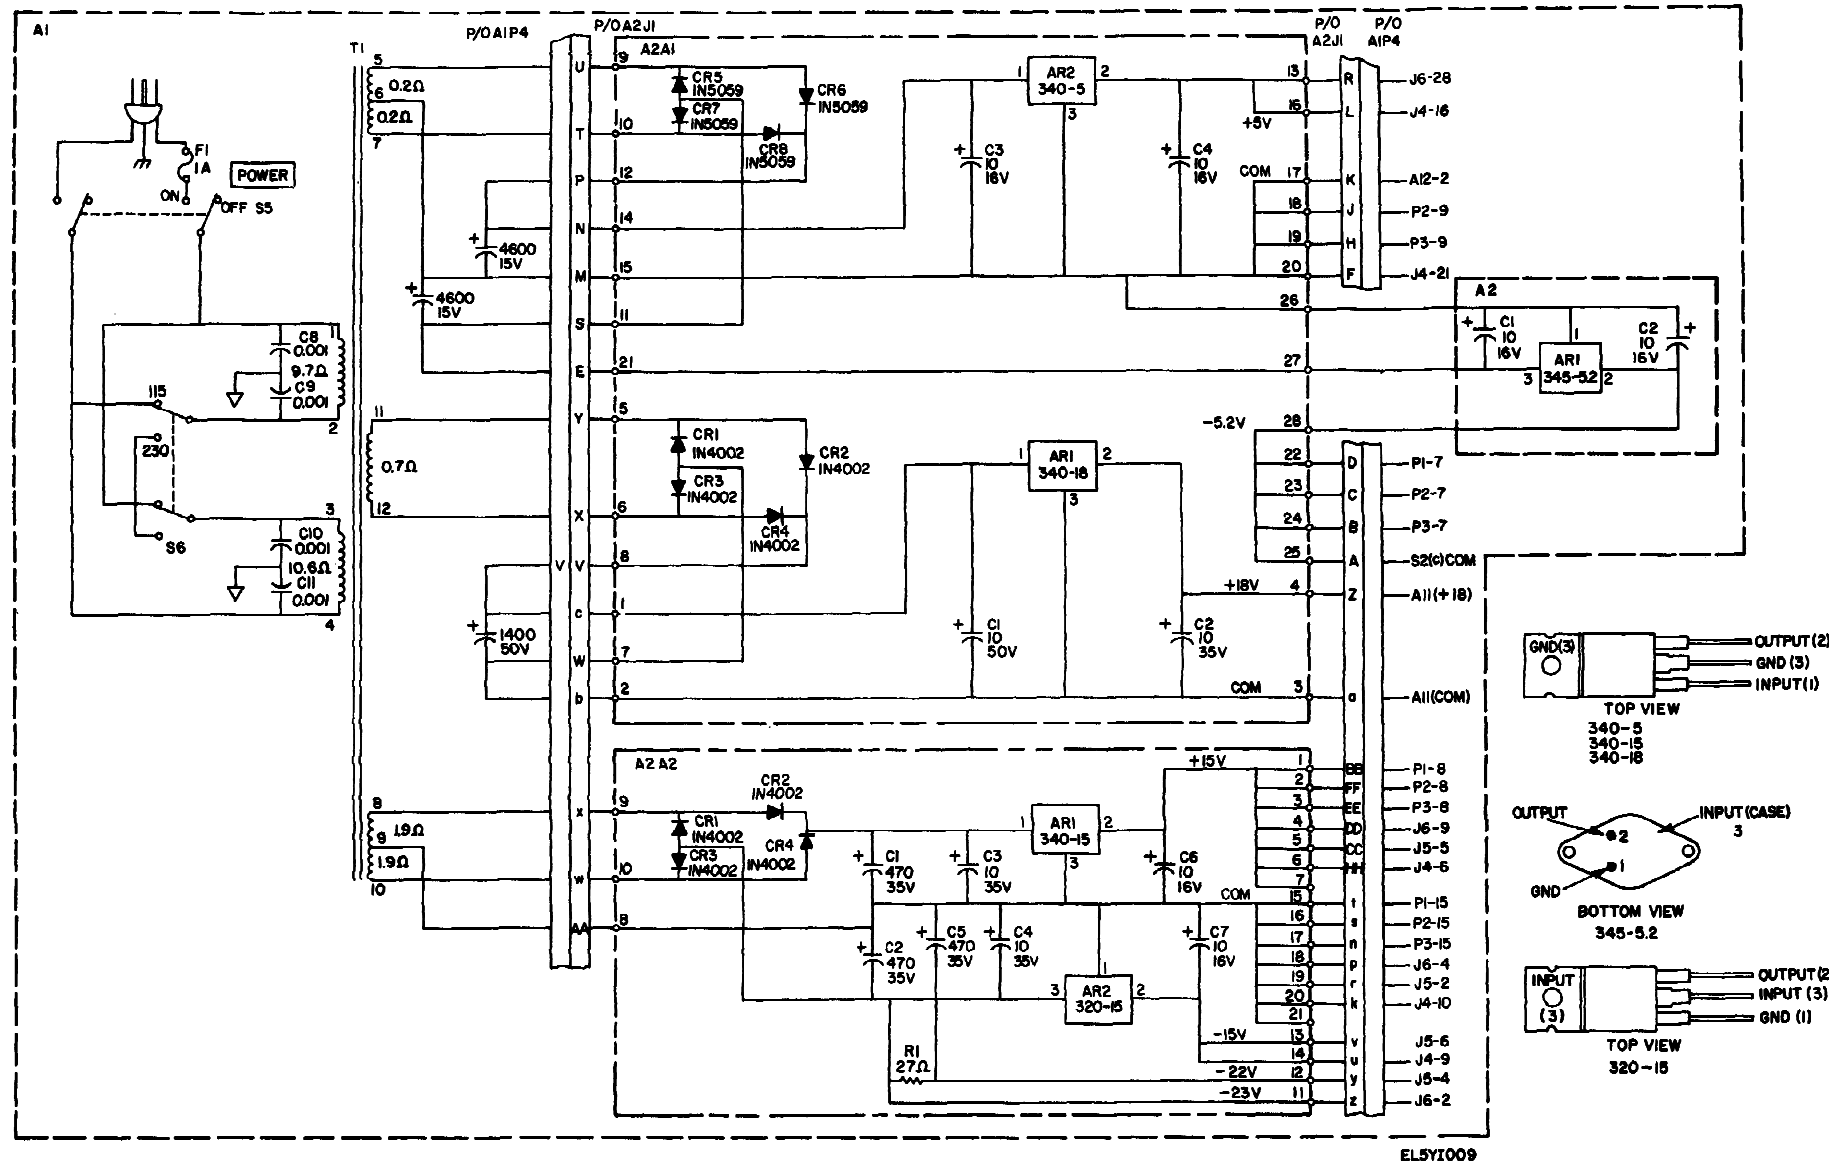 A1
P/O A1P4
P/O A2J1
P/O A2J1
P/O A1P4
T1
5
0.2Ω
6
0.2Ω
7
F1
1A
POWER
ON
OFF S5
4600
15V
4600
15V
C8
0.001
9.7Ω
C9
0.001
1
2
115
230
S6
3
C10
0.001
10.6Ω
C11
0.001
4
11
0.7Ω
12
1400
50V
8
1.9Ω
9
1.9Ω
10
U
T
P
N
M
S
E
Y
X
V V
c
W
b
x
w
AA
19
10
12
14
15
11
21
5
6
8
1
7
2
9
10
8
A2A1
CR5
IN5059
CR7
IN5059
CR6
IN5059
CR8
IN5059
C3
10
16V
1
AR2
340-5
2
3
C4
10
16V
+5V
COM
13 R J6-28
16 L J4-16
17 K A12-2
18 J P2-9
19 H P3-9
20 F J4-21
26
27
28
-5.2V
A2
C1
10
16V
1
AR1
345-5.2
3
2
C2
10
16V
CR1
IN4002
CR3
IN4002
CR2
IN4002
CR4
IN4002
C1
10
50V
1
AR1
340-18
2
3
C2
10
35V
22 D P1-7
23 C P2-7
24 B P3-7
25 A S2(c)COM
+18V 4 Z A11(+18)
COM 3 a A11(COM)
A2A2
CR2
IN4002
CR1
IN4002
CR3
IN4002
CR4
IN4002
C1
470
35V
C3
10
35V
1
AR1
340-15
2
3
C6
10
16V
C2
470
35V
C5
470
35V
C4
10
35V
1
3
AR2
320-15
2
C7
10
16V
R1
27Ω
+15V 1 BB P1-8
2 FF P2-8
3 EE P3-8
4 DD J6-9
5 CC J5-5
6 HH J4-6
7
COM 15 t P1-15
16 s P2-15
17 n P3-15
18 p J6-4
19 r J5-2
20 k J4-10
21
-15V 13 v J5-6
14 u J4-9
-22V 12 y J5-4
-23V 11 z J6-2
GND(3)
OUTPUT(2)
GND(3)
INPUT(1)
TOP VIEW
340-5
340-15
340-18
OUTPUT
2
INPUT(CASE)
3
1
GND
BOTTOM VIEW
345-5.2
INPUT
(3)
OUTPUT(2
INPUT(3)
GND(1)
TOP VIEW
320-15
EL5YI009